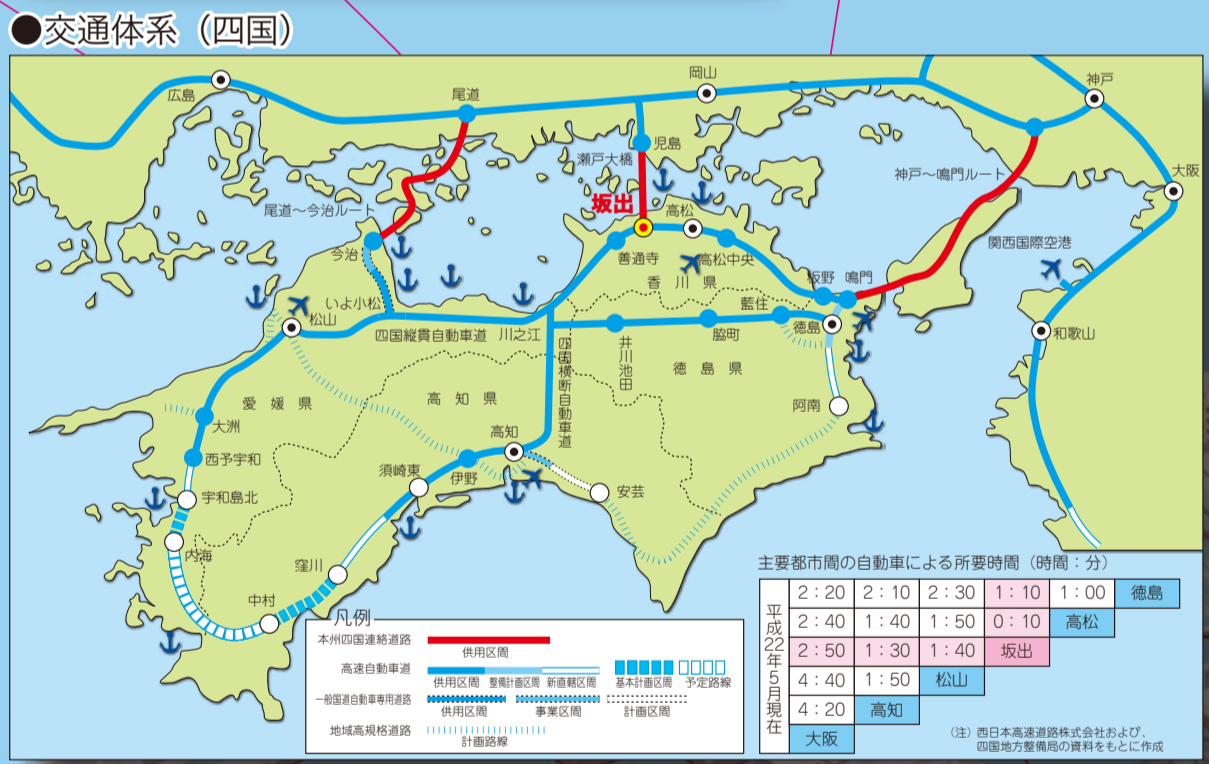 ●交通体系（四国）
広島
尾道
岡山
神戸
児島
瀬戸大橋
大阪
神戸～鳴門ルート
坂出
高松
尾道～今治ルート
関西国際空港
今治
善通寺
高松中央
香川県
板野
鳴門
いよ小松
松山
藍住
四国縦貫自動車道
川之江
脇町
徳島
和歌山
四国横断自動車道
井川池田
徳島県
愛媛県
高知県
阿南
大洲
高知
西予宇和
須崎東
伊野
安芸
宇和島北
内海
窪川
中村
凡例
本州四国連絡道路
供用区間
高速自動車道
供用区間 整備計画区間 新直轄区間 基本計画区間 予定路線
一般国道自動車専用道路
供用区間 事業区間 計画区間
地域高規格道路
計画路線
主要都市間の自動車による所要時間（時間：分）
平成22年5月現在
2：20 2：10 2：30 1：10 1：00 徳島
2：40 1：40 1：50 0：10 高松
2：50 1：30 1：40 坂出
4：40 1：50 松山
4：20 高知
大阪
（注）西日本高速道路株式会社および、
四国地方整備局の資料をもとに作成